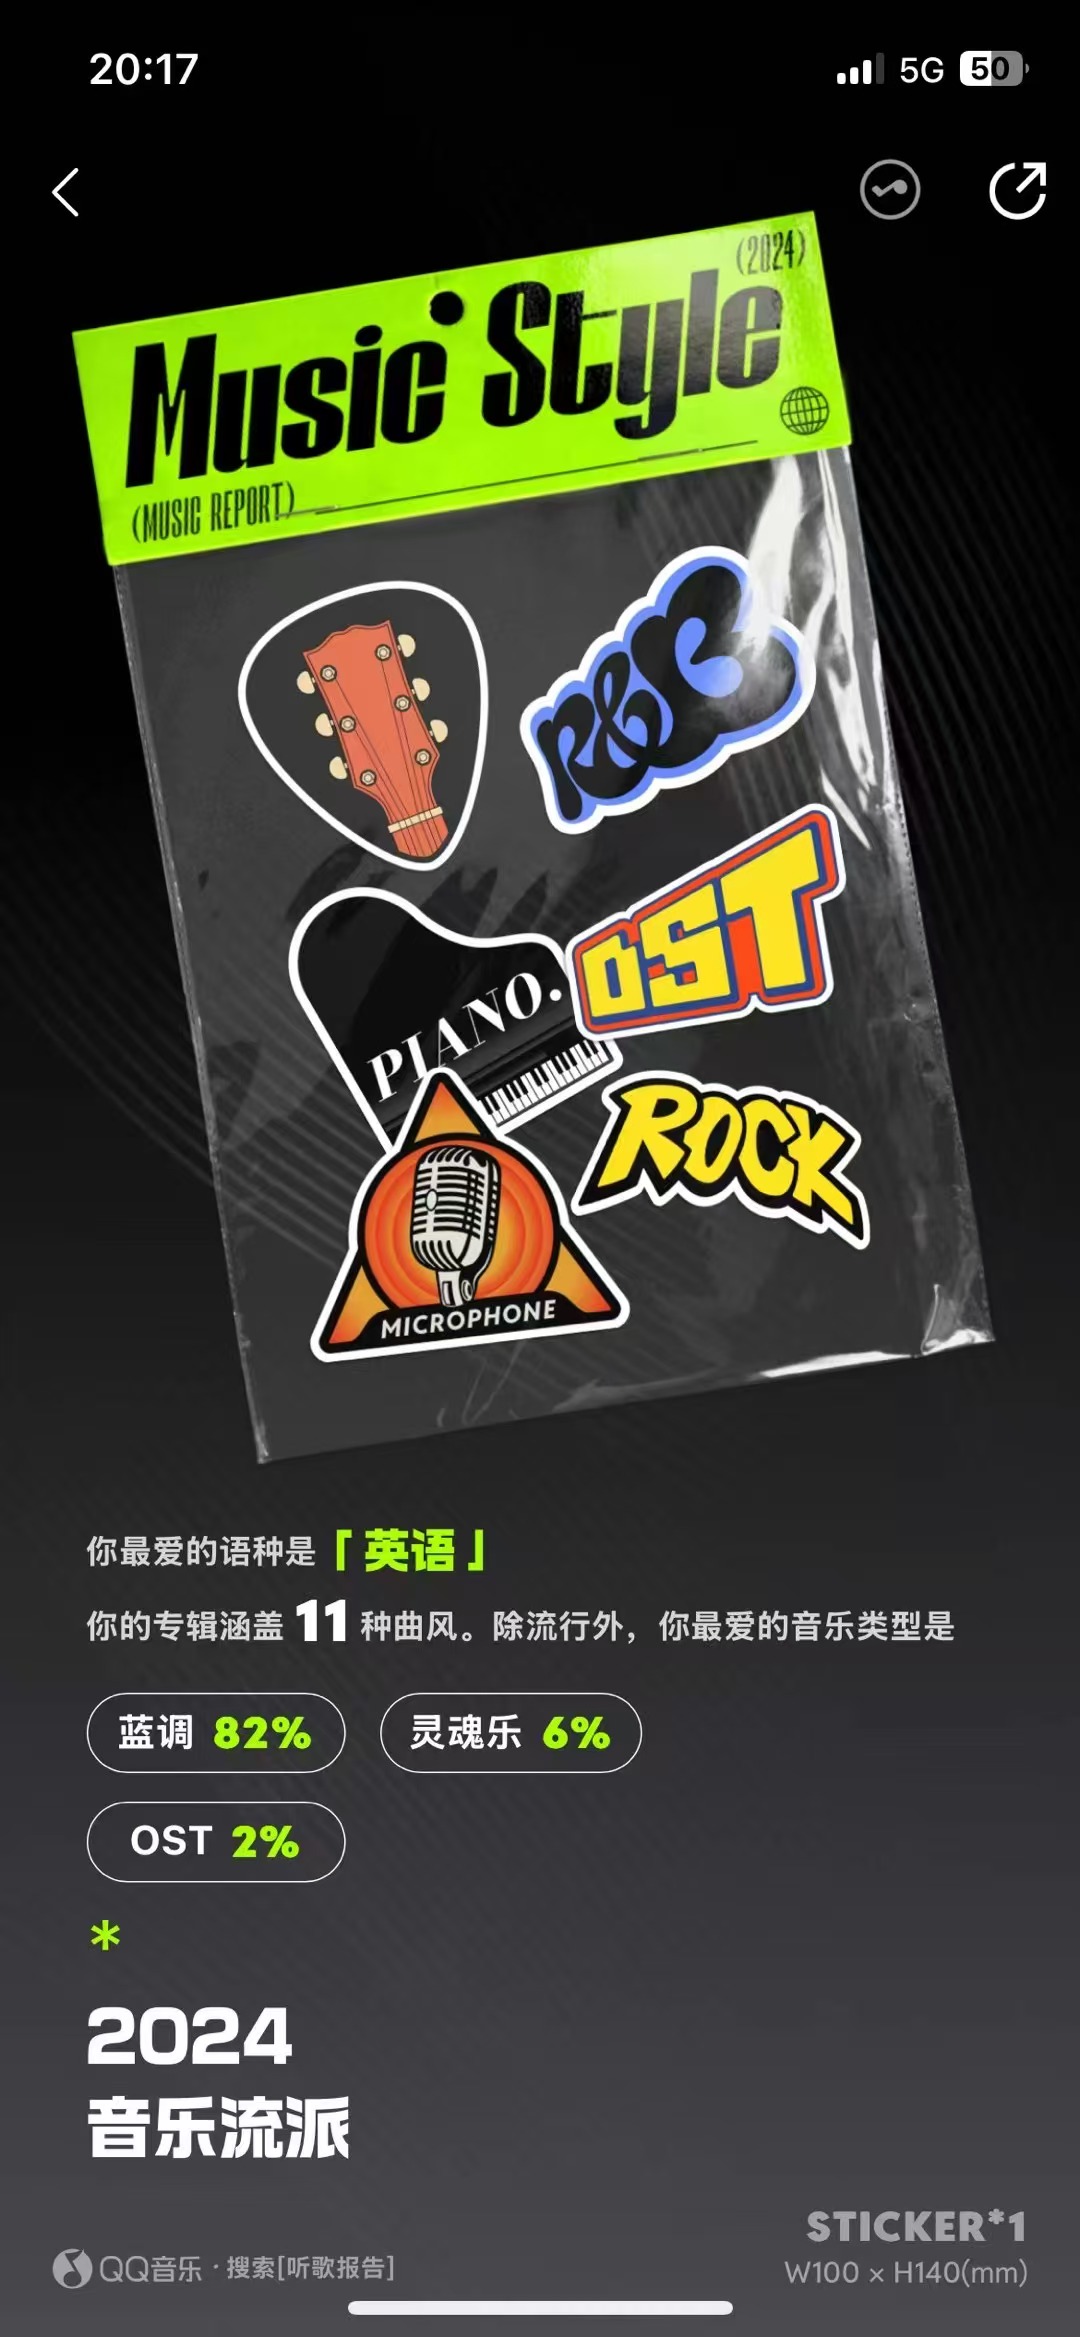 20:17
5G 50
(2024)
Music Style
(MUSIC REPORT)
R&B
PIANO.
OST
ROCK
MICROPHONE
你最爱的语种是「英语」
你的专辑涵盖 11 种曲风。除流行外，你最爱的音乐类型是
蓝调 82% 灵魂乐 6%
OST 2%
*
2024
音乐流派
STICKER*1
QQ音乐·搜索[听歌报告]
W100 × H140(mm)